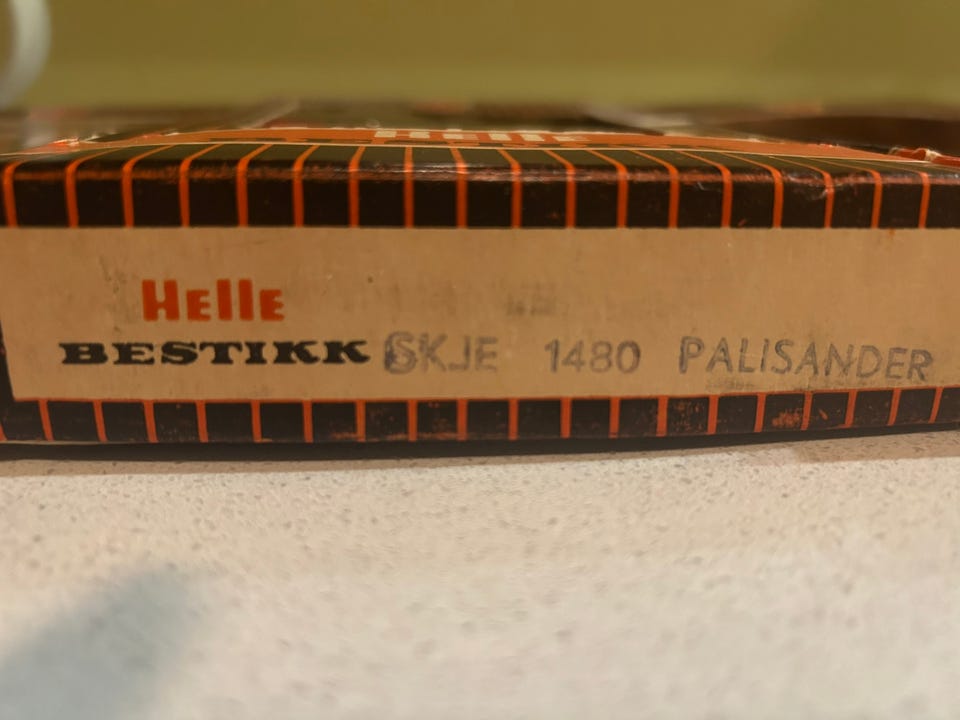 Helle
BESTIKK SKJE 1480 PALISANDER